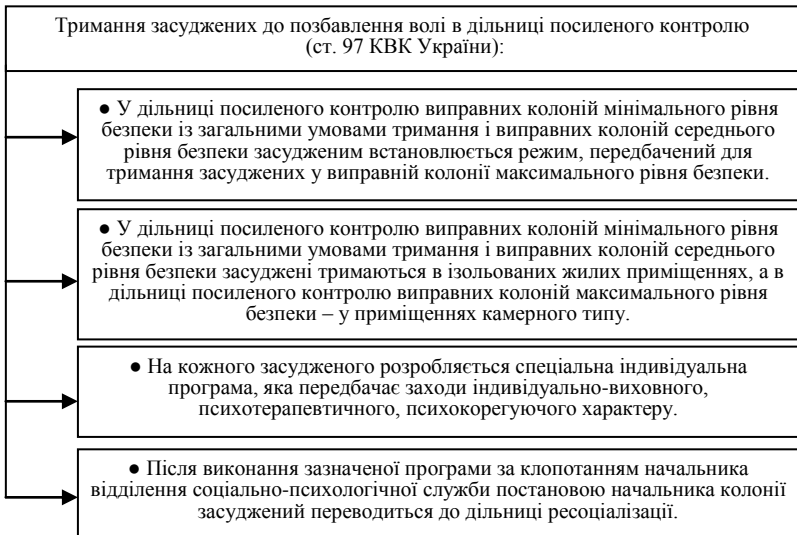 Тримання засуджених до позбавлення волі в дільниці посиленого контролю
(ст. 97 КВК України):
● У дільниці посиленого контролю виправних колоній мінімального рівня
безпеки із загальними умовами тримання і виправних колоній середнього
рівня безпеки засудженим встановлюється режим, передбачений для
тримання засуджених у виправній колонії максимального рівня безпеки.
● У дільниці посиленого контролю виправних колоній мінімального рівня
безпеки із загальними умовами тримання і виправних колоній середнього
рівня безпеки засуджені тримаються в ізольованих жилих приміщеннях, а в
дільниці посиленого контролю виправних колоній максимального рівня
безпеки – у приміщеннях камерного типу.
● На кожного засудженого розробляється спеціальна індивідуальна
програма, яка передбачає заходи індивідуально-виховного,
психотерапевтичного, психокорегуючого характеру.
● Після виконання зазначеної програми за клопотанням начальника
відділення соціально-психологічної служби постановою начальника колонії
засуджений переводиться до дільниці ресоціалізації.